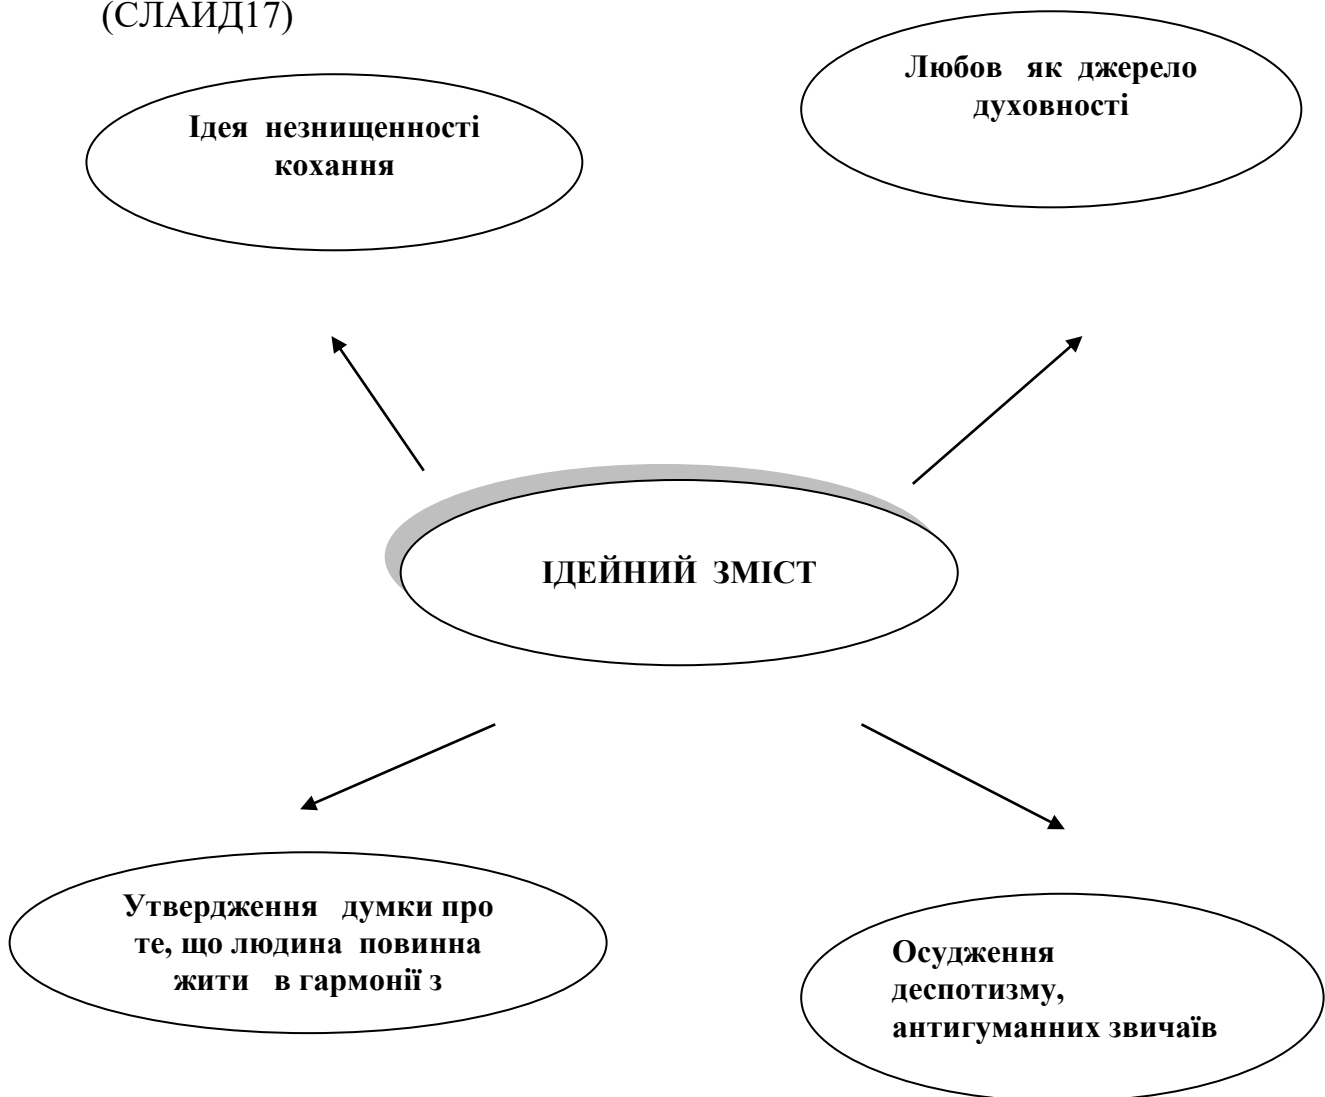 (СЛАЙД17)
Ідея незнищенності
кохання
Любов як джерело
духовності
ІДЕЙНИЙ ЗМІСТ
Утвердження думки про
те, що людина повинна
жити в гармонії з
Осудження
деспотизму,
антигуманних звичаїв